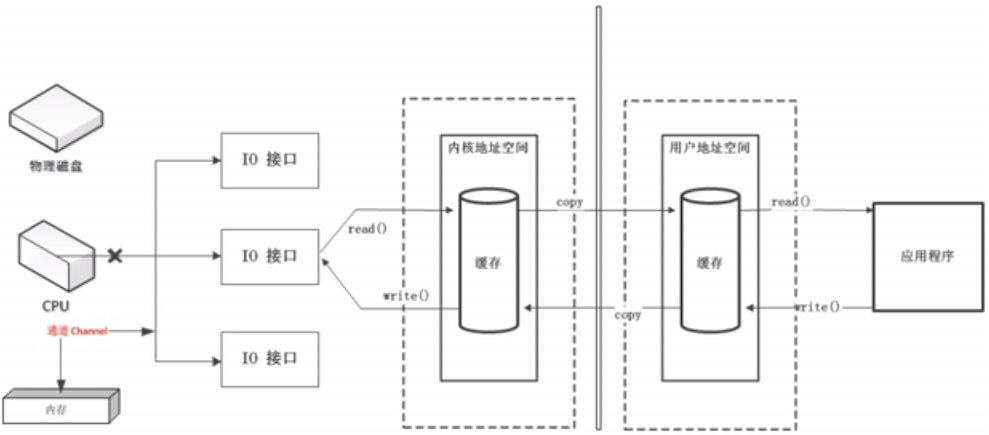 物理磁盘
CPU
通道 Channel
内存
IO 接口
IO 接口
IO 接口
read()
write()
内核地址空间
缓存
copy
copy
用户地址空间
缓存
read()
write()
应用程序